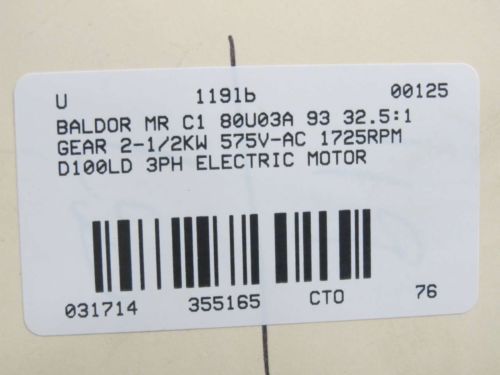 U 1191b 00125
BALDOR MR C1 80U03A 93 32.5:1
GEAR 2-1/2KW 575V-AC 1725RPM
D100LD 3PH ELECTRIC MOTOR
031714 355165 CTO 76